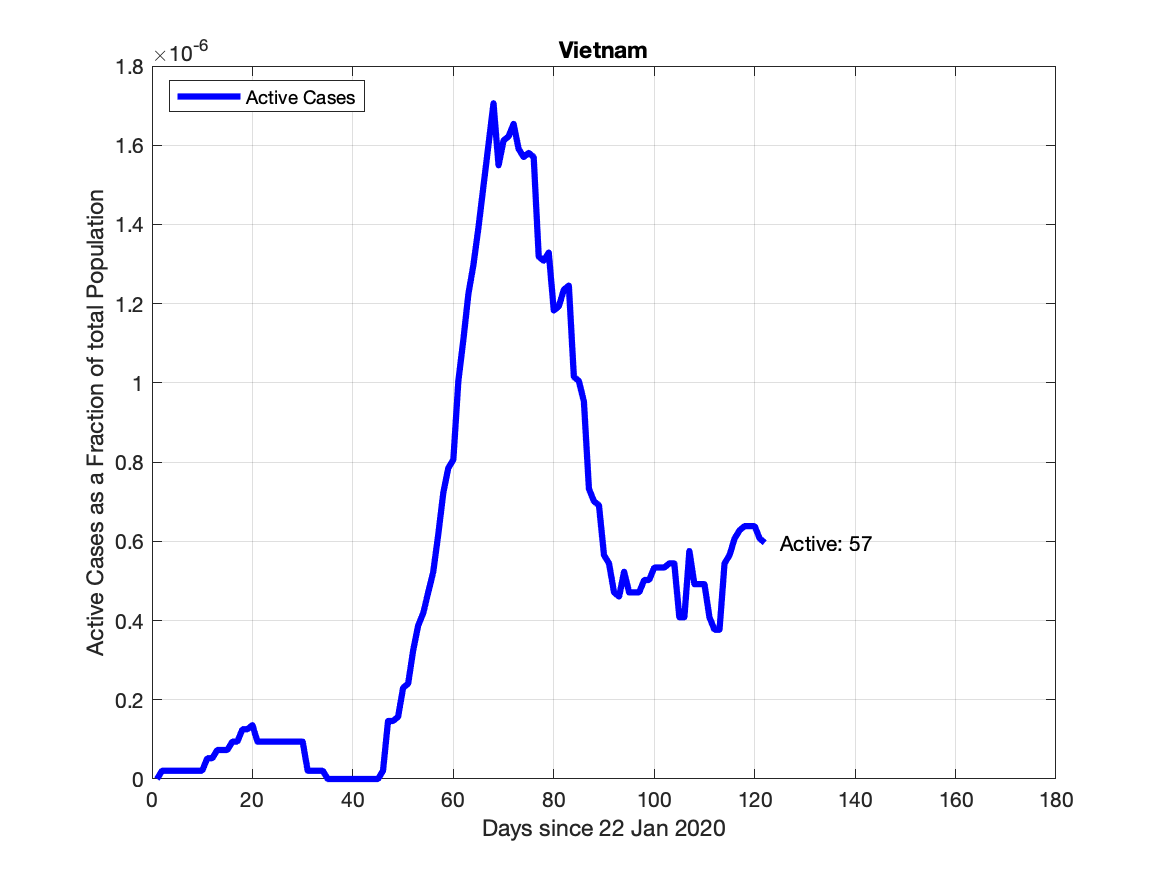 Vietnam
×10-6
1.8
1.6
1.4
1.2
1
0.8
0.6
0.4
0.2
0
Active Cases as a Fraction of total Population
Active Cases
Active: 57
0 20 40 60 80 100 120 140 160 180
Days since 22 Jan 2020